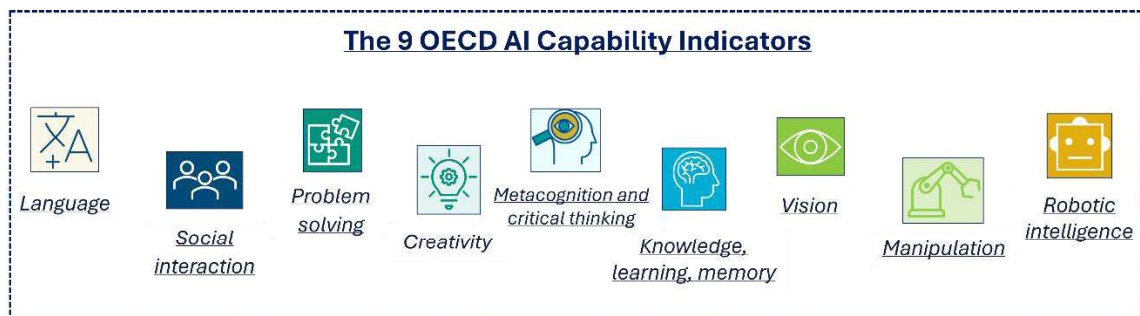 The 9 OECD AI Capability Indicators
Language
Social
interaction
Problem
solving
Creativity
Metacognition and
critical thinking
Knowledge,
learning, memory
Vision
Manipulation
Robotic
intelligence